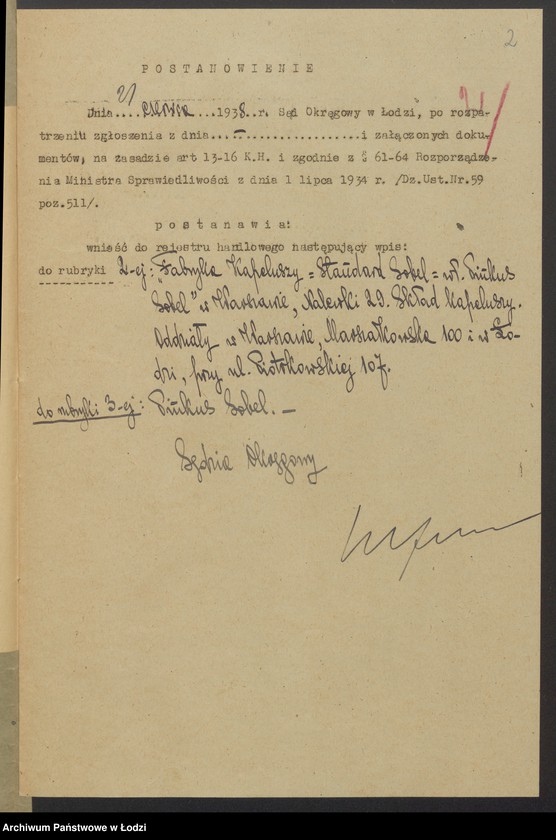 2
P O S T A N O W I E N I E
Dnia....21 czerwca...1938.r. Sąd Okręgowy w Łodzi, po rozpa-
trzeniu zgłoszenia z dnia...–...................i załączonych doku-
mentów, na zasadzie art 13-16 K.H. i zgodnie z § 61-64 Rozporządze-
nia Ministra Sprawiedliwości z dnia 1 lipca 1934 r. /Dz.Ust.Nr.59
poz.511/.
p o s t a n a w i a:
wnieść do rejestru handlowego następujący wpis:
do rubryki 2-ej: "Fabryka Kapeluszy = Standard Sobel = wł. Pinkus
Sobel" w Warszawie, Nalewki 29. Skład Kapeluszy.
Oddziały w Warszawie, Marszałkowska 100 i w Ło-
dzi, przy ul. Piotrkowskiej 107.
do rubryki 3-ej: Pinkus Sobel. –
Sędzia Okręgowy
Archiwum Państwowe w Łodzi